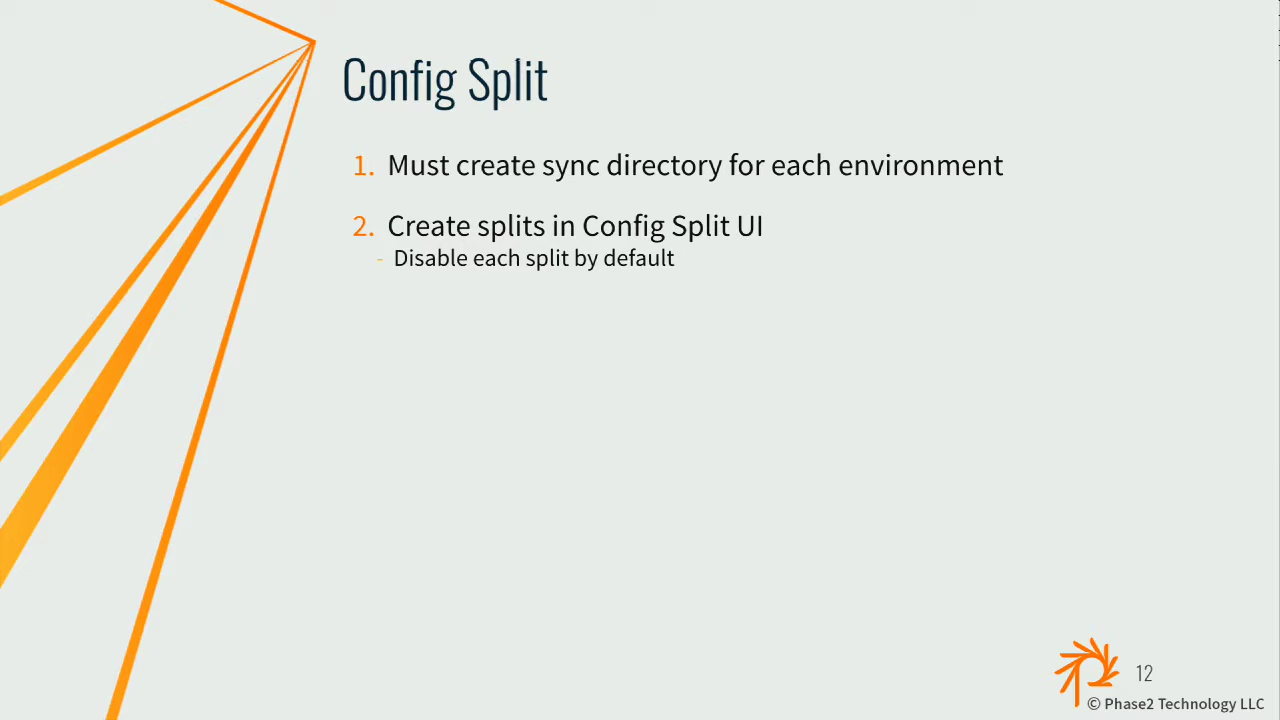 Config Split
1. Must create sync directory for each environment
2. Create splits in Config Split UI
- Disable each split by default
12
© Phase2 Technology LLC